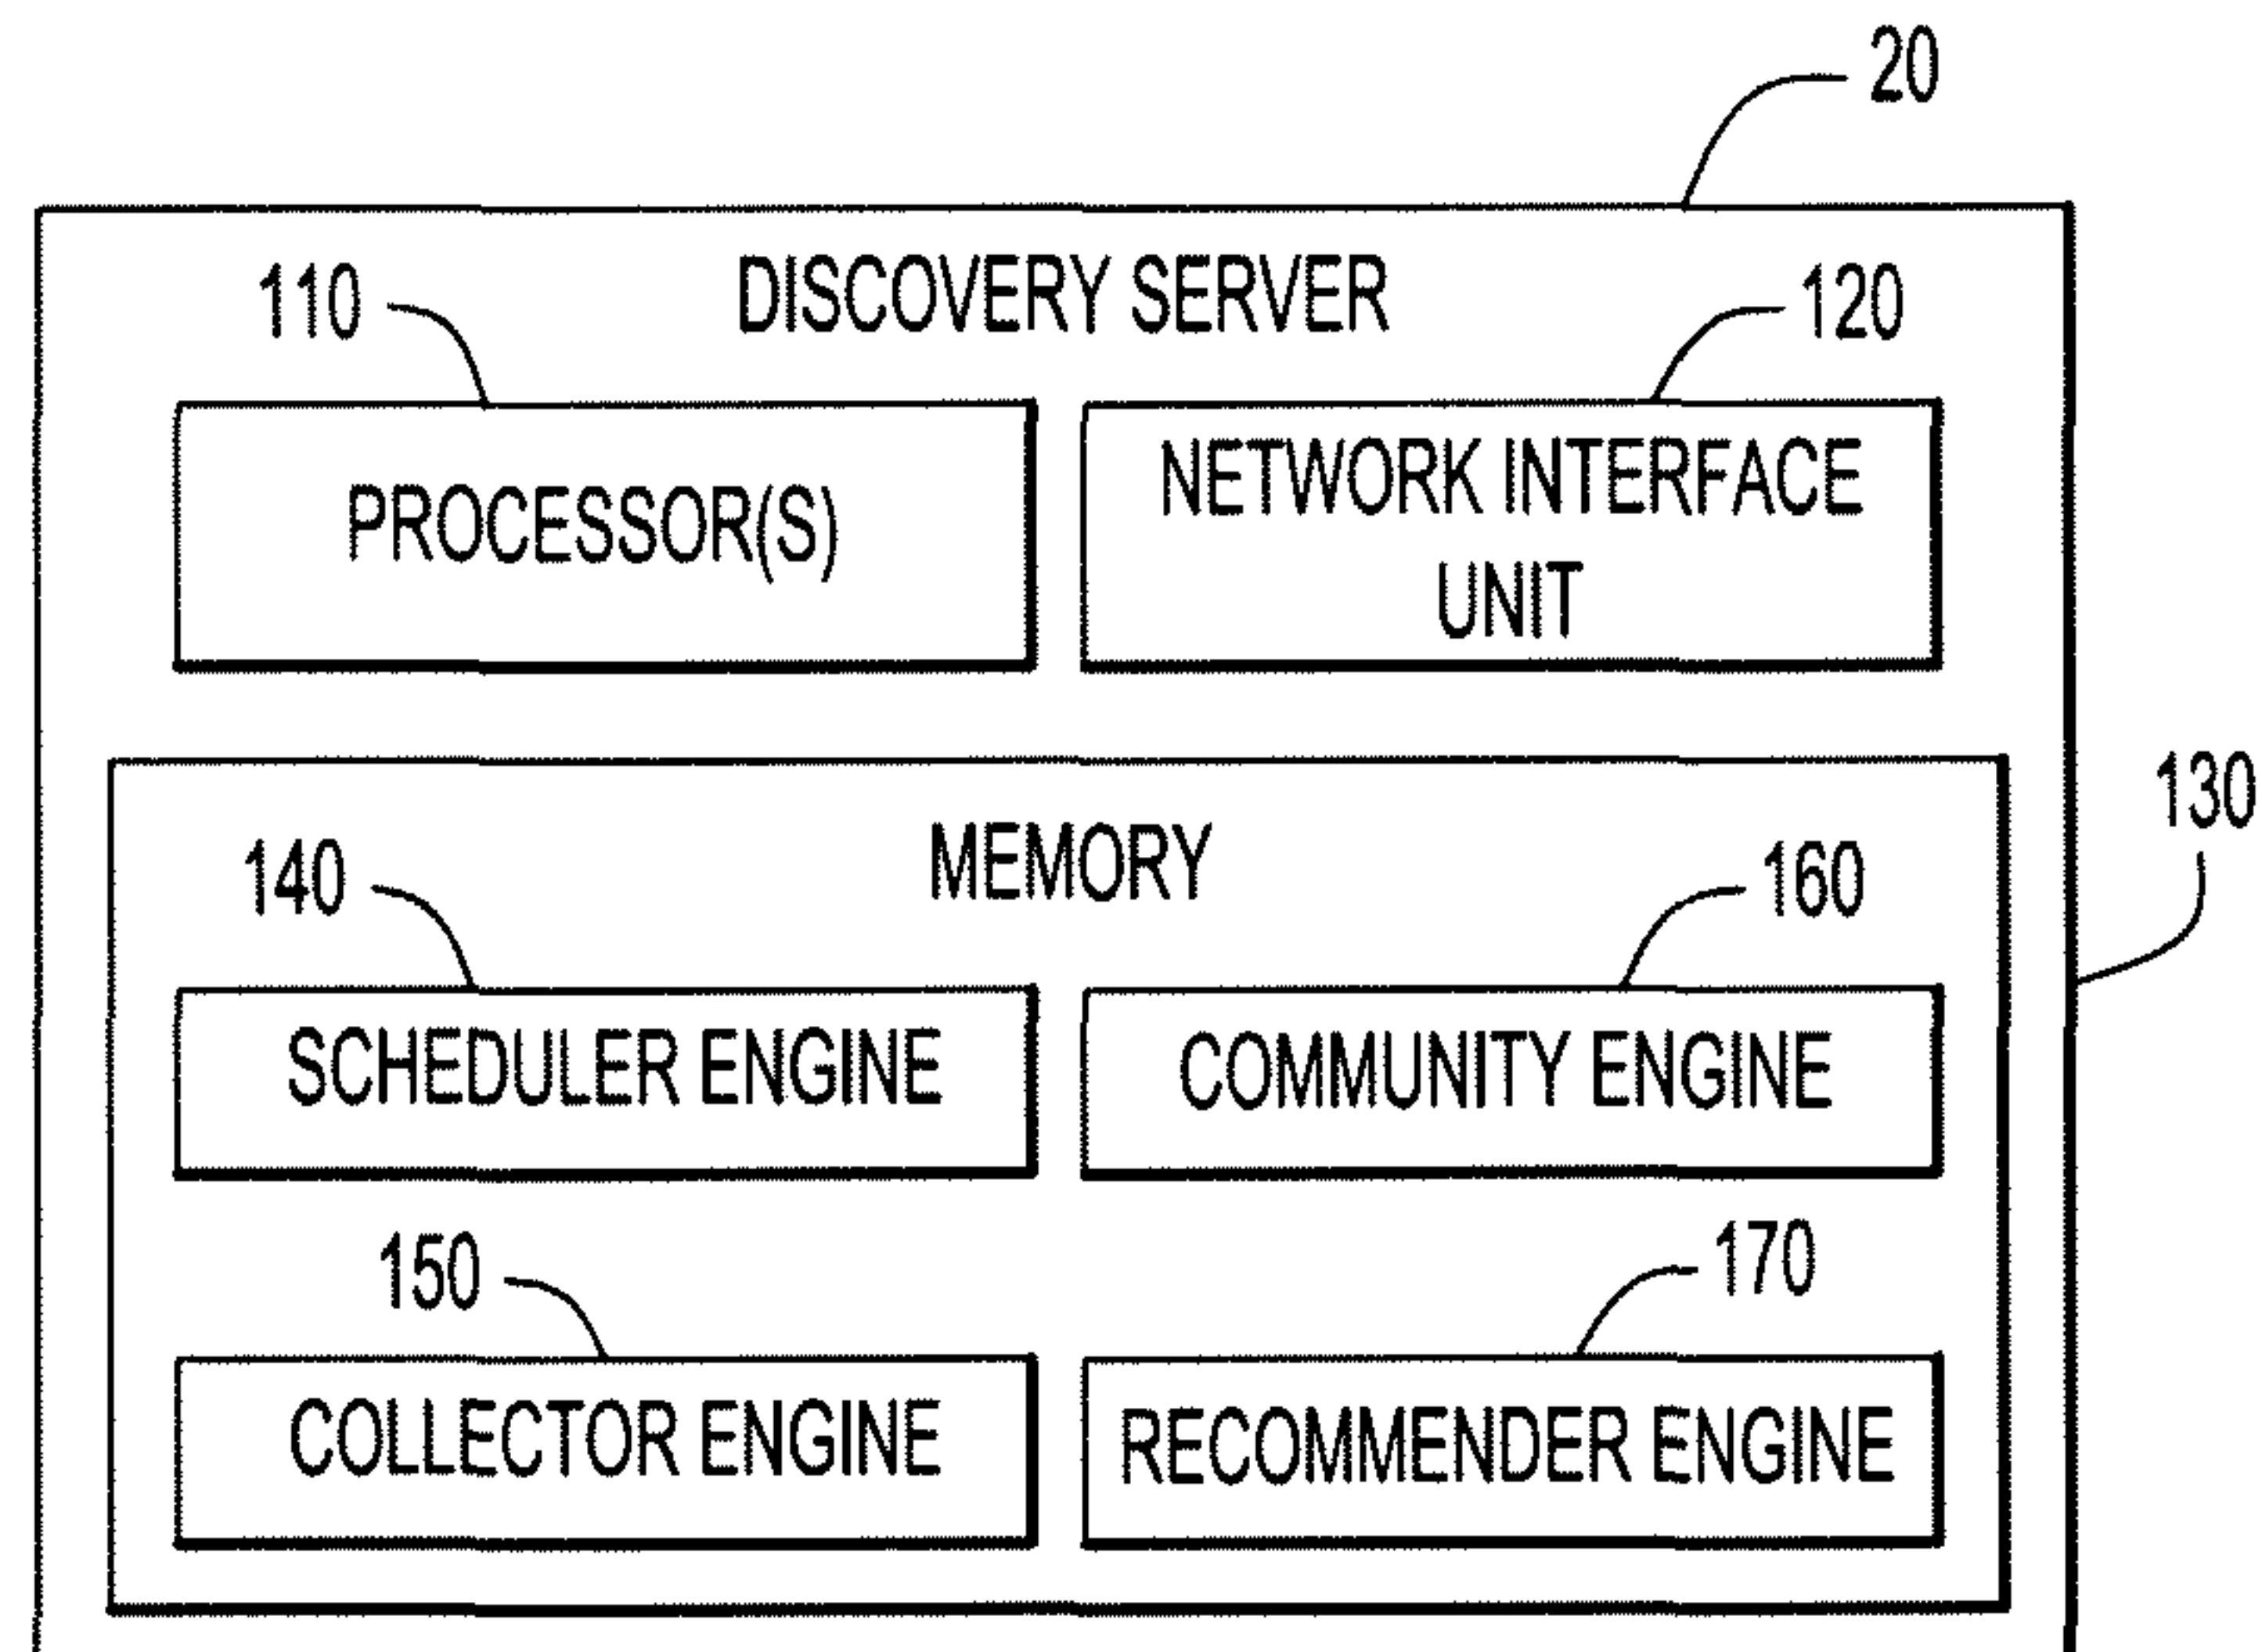 20
DISCOVERY SERVER
110
120
PROCESSOR(S)
NETWORK INTERFACE
UNIT
130
MEMORY
140
160
SCHEDULER ENGINE
COMMUNITY ENGINE
150
170
COLLECTOR ENGINE
RECOMMENDER ENGINE